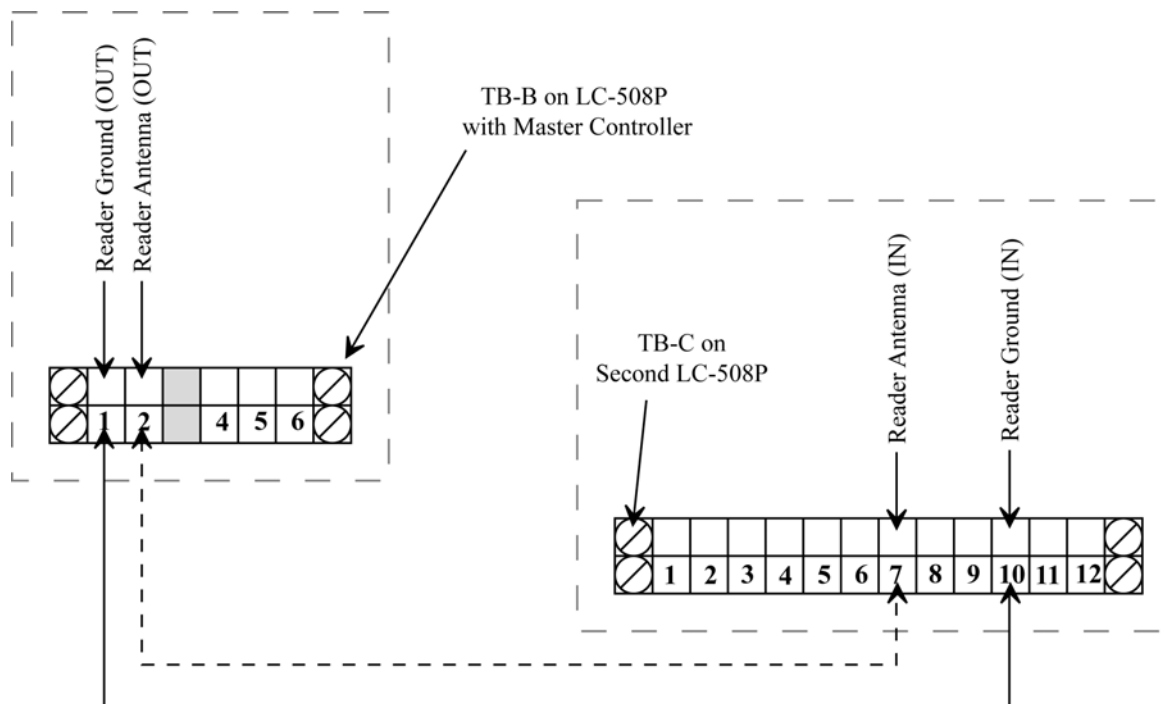 Reader Ground (OUT)
Reader Antenna (OUT)
TB-B on LC-508P
with Master Controller
1 2 4 5 6
TB-C on
Second LC-508P
Reader Antenna (IN)
Reader Ground (IN)
1 2 3 4 5 6 7 8 9 10 11 12